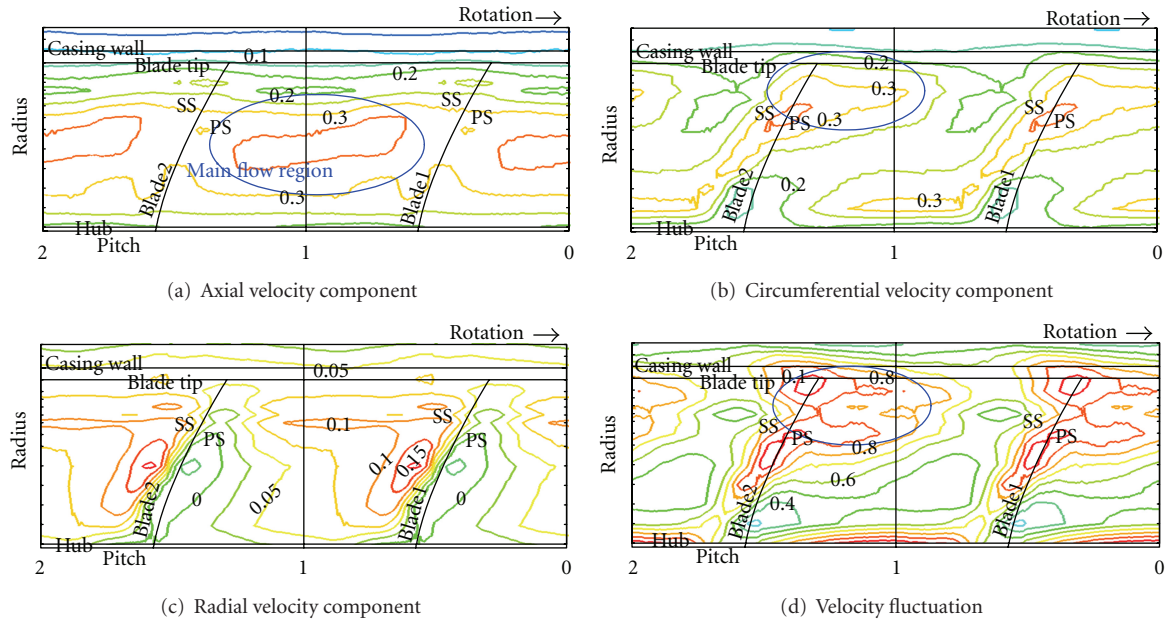 Rotation
Casing wall
0.1
Blade tip
0.2
SS
SS
0.2
0.3
PS
PS
Main flow region
Blade2
Blade1
0.3
Hub
Pitch
2
1
0
Radius
(a) Axial velocity component
Rotation
Casing wall
0.2
Blade tip
0.3
SS
SS
PS
PS
0.3
Blade2
Blade1
0.2
0.3
Hub
Pitch
2
1
0
Radius
(b) Circumferential velocity component
Rotation
Casing wall
0.05
Blade tip
SS
SS
0.1
PS
PS
0.1
0.15
0
0.05
0
Blade2
Blade1
Hub
Pitch
2
1
0
Radius
(c) Radial velocity component
Rotation
Casing wall
0.1
0.8
Blade tip
SS
SS
PS
PS
0.8
0.6
0.4
Blade2
Blade1
Hub
Pitch
2
1
0
Radius
(d) Velocity fluctuation